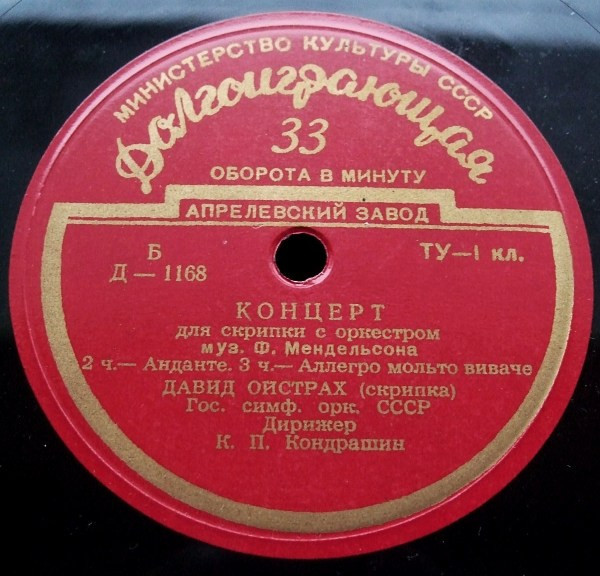 МИНИСТЕРСТВО КУЛЬТУРЫ СССР
Долгоиграющая
33
ОБОРОТА В МИНУТУ
АПРЕЛЕВСКИЙ ЗАВОД
Б
Д — 1168
ТУ—1 кл.
КОНЦЕРТ
для скрипки с оркестром
муз. Ф. Мендельсона
2 ч.— Анданте. 3 ч.— Аллегро мольто виваче
ДАВИД ОЙСТРАХ (скрипка)
Гос. симф. орк. СССР
Дирижер
К. П. Кондрашин